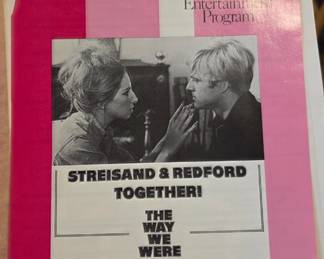 Entertainment
Program
STREISAND & REDFORD
TOGETHER!
THE
WAY
WE
WERE